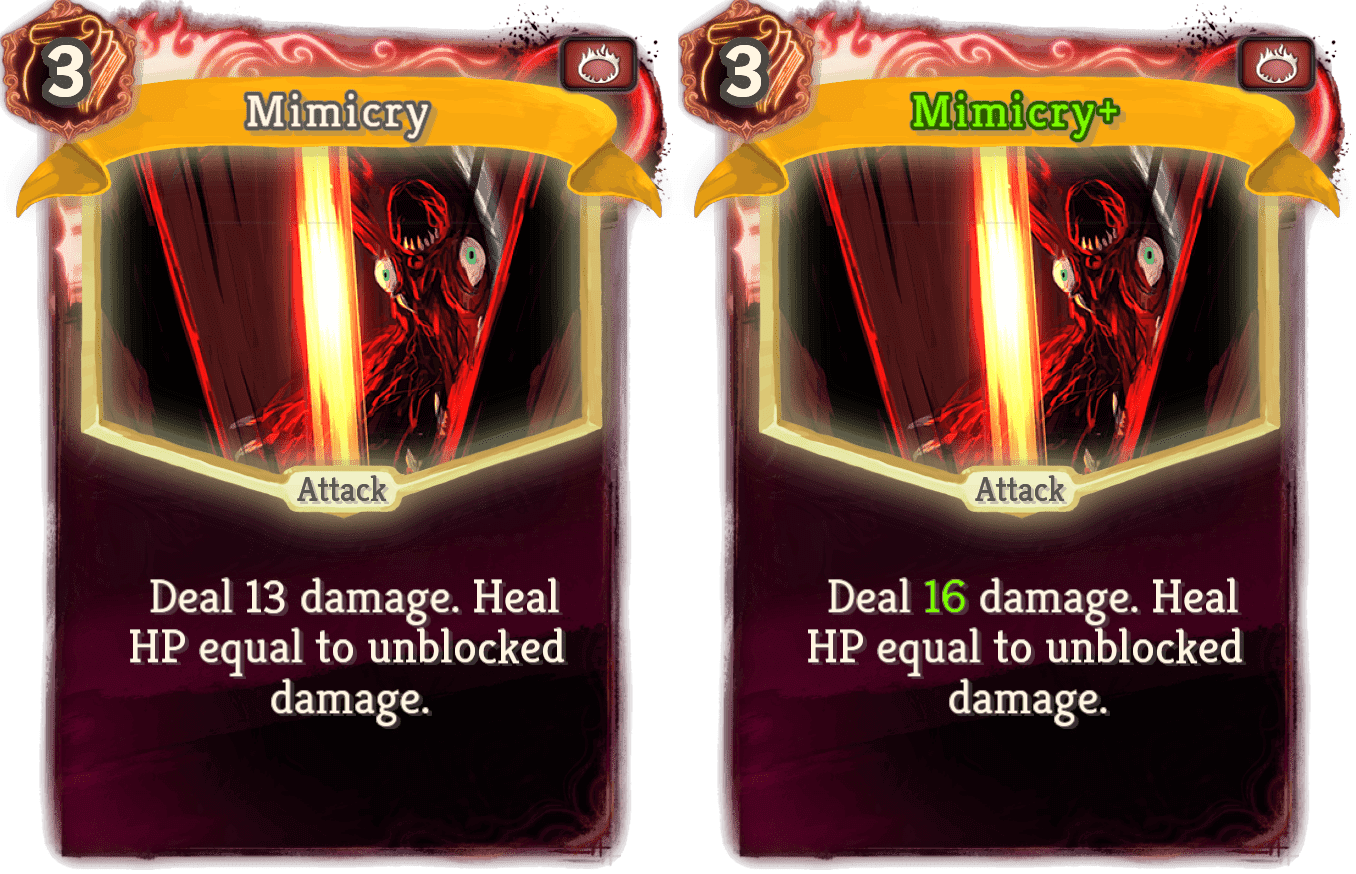 3
Mimicry
Attack
Deal 13 damage. Heal
HP equal to unblocked
damage.
3
Mimicry+
Attack
Deal 16 damage. Heal
HP equal to unblocked
damage.